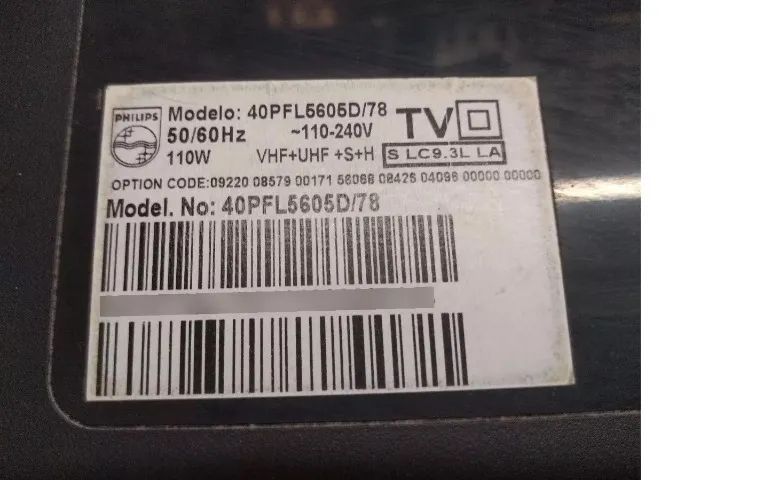 PHILIPS
Modelo: 40PFL5605D/78
50/60Hz ~110-240V
110W VHF+UHF +S+H
TV
S LC9.3L LA
OPTION CODE:09220 08579 00171 56068 08426 04096 00000 00000
Model. No: 40PFL5605D/78